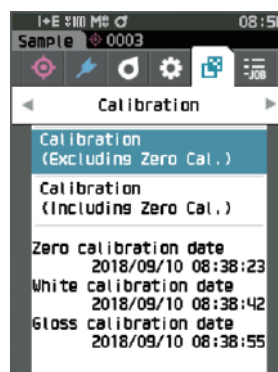 I+E SCI M8 08:5
Sample 0003
JOB
Calibration
Calibration
(Excluding Zero Cal.)
Calibration
(Including Zero Cal.)
Zero calibration date
2018/09/10 08:38:23
White calibration date
2018/09/10 08:38:42
Gloss calibration date
2018/09/10 08:38:55